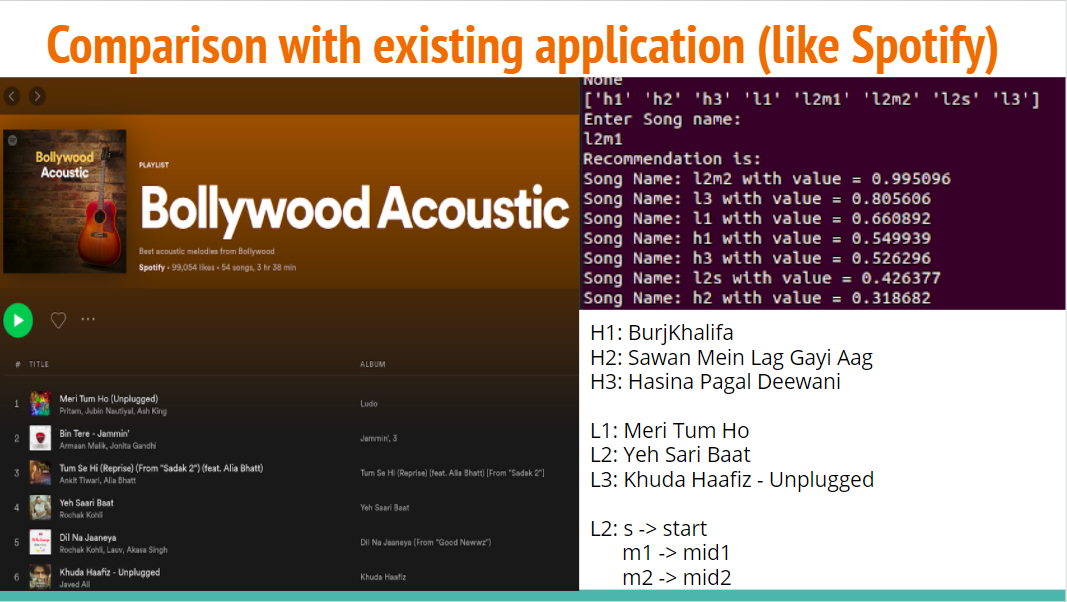 Comparison with existing application (like Spotify)
Bollywood
Acoustic
PLAYLIST
Bollywood Acoustic
Best acoustic melodies from Bollywood
Spotify • 99,054 likes • 54 songs, 3 hr 38 min
# TITLE ALBUM
1 Meri Tum Ho (Unplugged) Ludo
Pritam, Jubin Nautiyal, Ash King
2 Bin Tere - Jammin' Jammin', 3
Armaan Malik, Jonita Gandhi
3 Tum Se Hi (Reprise) (From "Sadak 2") (feat. Alia Bhatt) Tum Se Hi (Reprise) (feat. Alia Bhatt) [From "Sadak 2"]
Ankit Tiwari, Alia Bhatt
4 Yeh Saari Baat Yeh Saari Baat
Rochak Kohli
5 Dil Na Jaaneya Dil Na Jaaneya (From "Good Newwz")
Rochak Kohli, Lauv, Akasa Singh
6 Khuda Haafiz - Unplugged Khuda Haafiz
Javed Ali
None
['h1' 'h2' 'h3' 'l1' 'l2m1' 'l2m2' 'l2s' 'l3']
Enter Song name:
l2m1
Recommendation is:
Song Name: l2m2 with value = 0.995096
Song Name: l3 with value = 0.805606
Song Name: l1 with value = 0.660892
Song Name: h1 with value = 0.549939
Song Name: h3 with value = 0.526296
Song Name: l2s with value = 0.426377
Song Name: h2 with value = 0.318682
H1: BurjKhalifa
H2: Sawan Mein Lag Gayi Aag
H3: Hasina Pagal Deewani
L1: Meri Tum Ho
L2: Yeh Sari Baat
L3: Khuda Haafiz - Unplugged
L2: s -> start
m1 -> mid1
m2 -> mid2